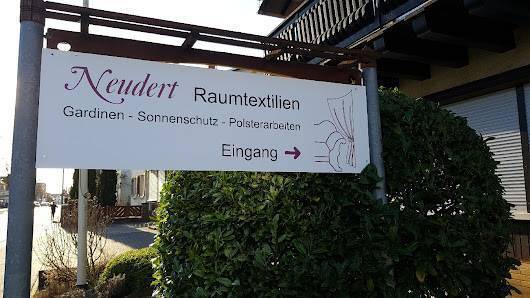 Neudert Raumtextilien
Gardinen - Sonnenschutz - Polsterarbeiten
Eingang →